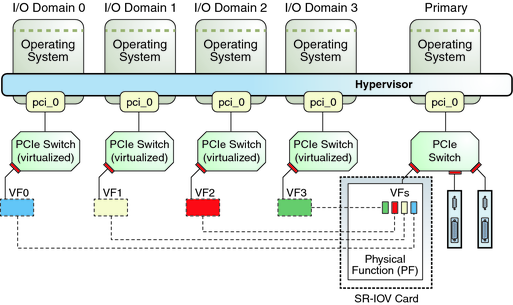 I/O Domain 0
I/O Domain 1
I/O Domain 2
I/O Domain 3
Primary
Operating
System
Operating
System
Operating
System
Operating
System
Operating
System
Hypervisor
pci_0
pci_0
pci_0
pci_0
pci_0
PCIe Switch
(virtualized)
PCIe Switch
(virtualized)
PCIe Switch
(virtualized)
PCIe Switch
(virtualized)
PCIe
Switch
VF0
VF1
VF2
VF3
VFs
Physical
Function (PF)
SR-IOV Card